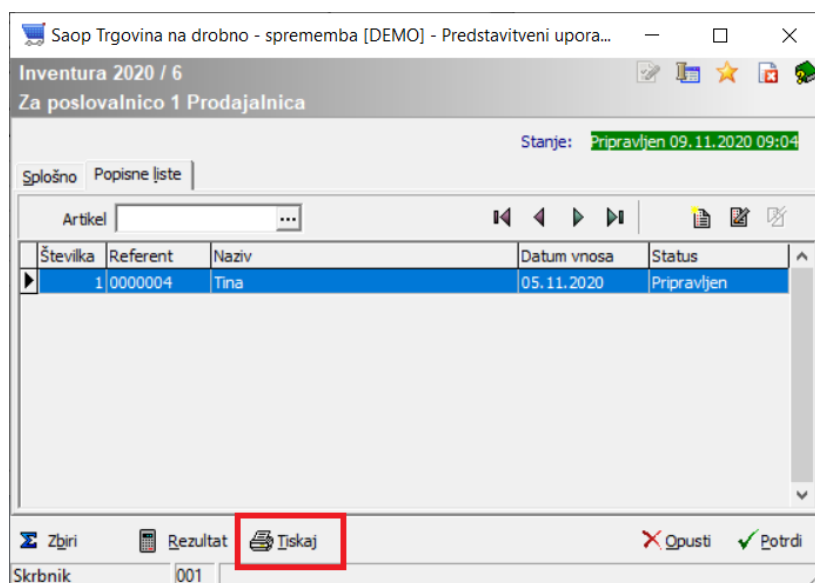 Saop Trgovina na drobno - sprememba [DEMO] - Predstavitveni upora...
Inventura 2020 / 6
Za poslovalnico 1 Prodajalnica
Stanje: Pripravljen 09.11.2020 09:04
Splošno Popisne liste
Artikel ...
Številka Referent Naziv Datum vnosa Status
1 0000004 Tina 05.11.2020 Pripravljen
Zbiri Rezultat Tiskaj Opusti Potrdi
Skrbnik 001